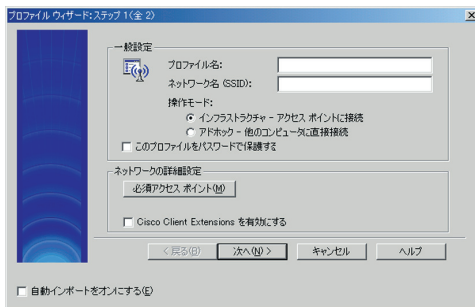 プロファイル ウィザード: ステップ 1(全 2)
一般設定
プロファイル名:
ネットワーク名 (SSID):
操作モード:
インフラストラクチャ - アクセス ポイントに接続
アドホック - 他のコンピュータに直接接続
このプロファイルをパスワードで保護する
ネットワークの詳細設定
必須アクセス ポイント(M)
Cisco Client Extensions を有効にする
< 戻る(B)
次へ(N) >
キャンセル
ヘルプ
自動インポートをオンにする(E)